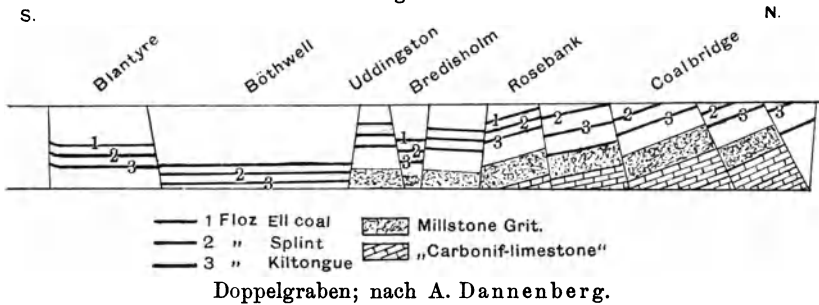 S.
N.
Blantyre
Böthwell
Uddingston
Bredisholm
Rosebank
Coalbridge
1 2 3
2 3
1 2 3
1 2 3
2 3
2 3
2 3
3
1 Floz Ell coal
2 „ Splint
3 „ Kiltongue
Millstone Grit.
„Carbonif-limestone“
Doppelgraben; nach A. Dannenberg.